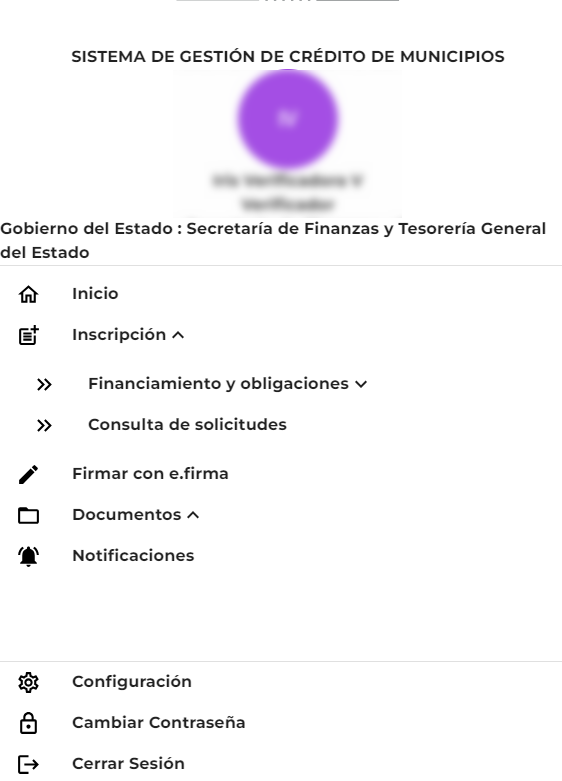 SISTEMA DE GESTIÓN DE CRÉDITO DE MUNICIPIOS
IV
Iris Verificadora V
Verificador
Gobierno del Estado : Secretaría de Finanzas y Tesorería General
del Estado
Inicio
Inscripción
Financiamiento y obligaciones
Consulta de solicitudes
Firmar con e.firma
Documentos
Notificaciones
Configuración
Cambiar Contraseña
Cerrar Sesión